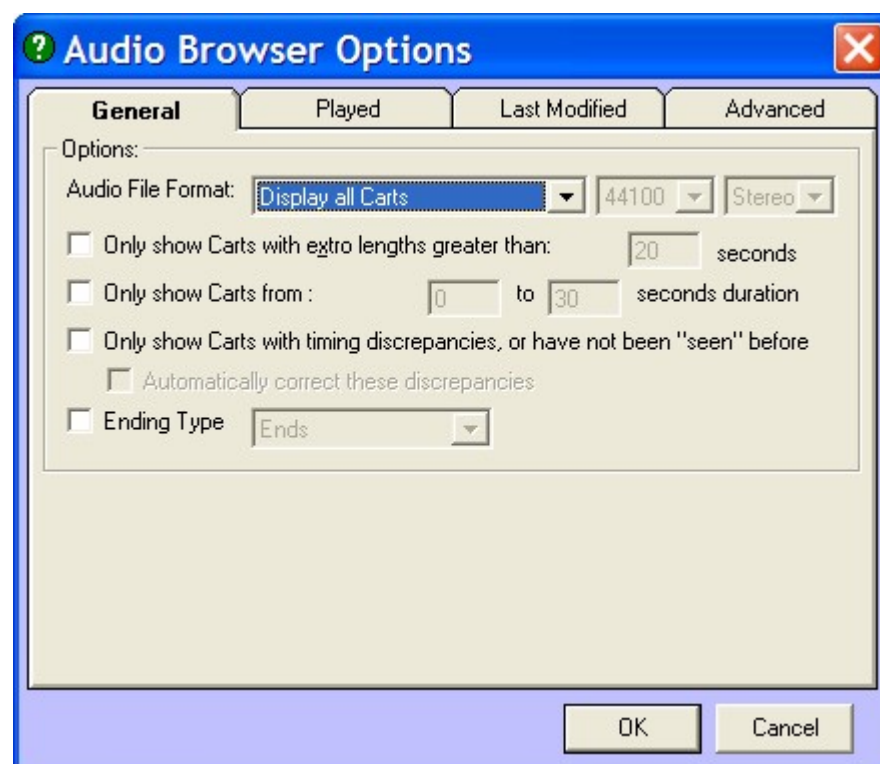 ? Audio Browser Options
General Played Last Modified Advanced
Options:
Audio File Format: Display all Carts 44100 Stereo
Only show Carts with extro lengths greater than: 20 seconds
Only show Carts from : 0 to 30 seconds duration
Only show Carts with timing discrepancies, or have not been "seen" before
Automatically correct these discrepancies
Ending Type Ends
OK Cancel